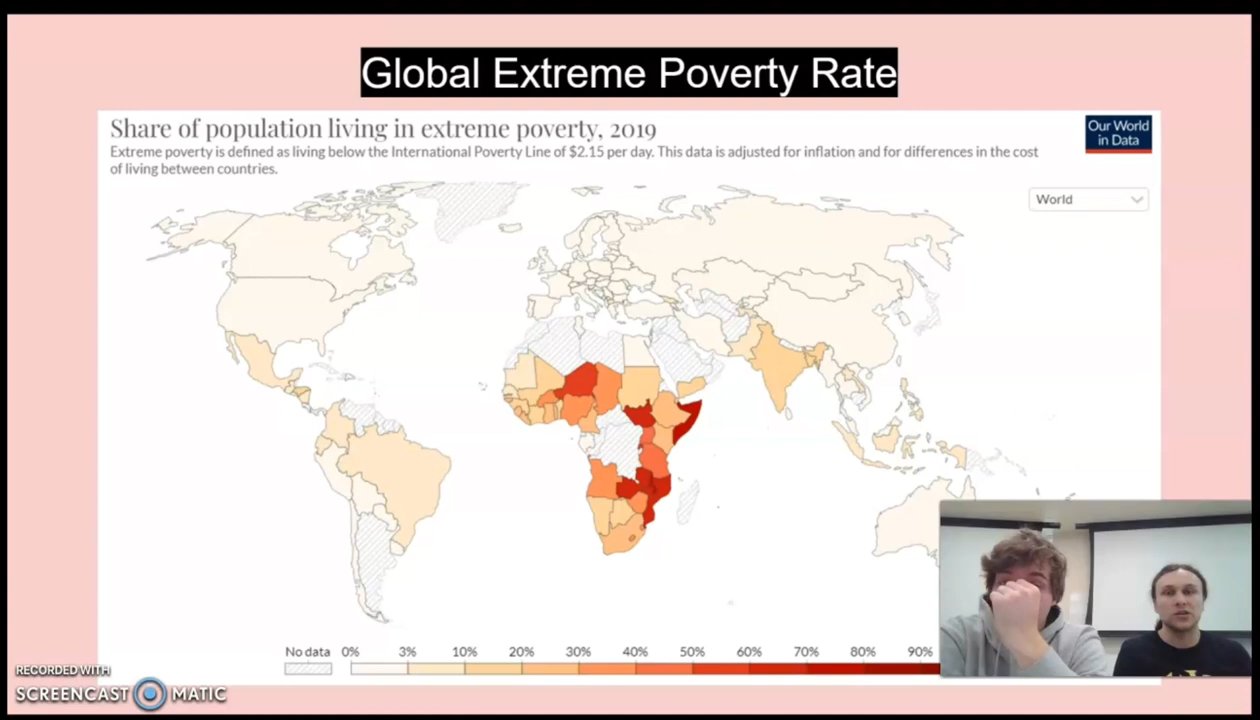 Global Extreme Poverty Rate
Share of population living in extreme poverty, 2019
Our World
in Data
Extreme poverty is defined as living below the International Poverty Line of $2.15 per day. This data is adjusted for inflation and for differences in the cost
of living between countries.
World
No data 0% 3% 10% 20% 30% 40% 50% 60% 70% 80% 90%
RECORDED WITH
SCREENCAST MATIC